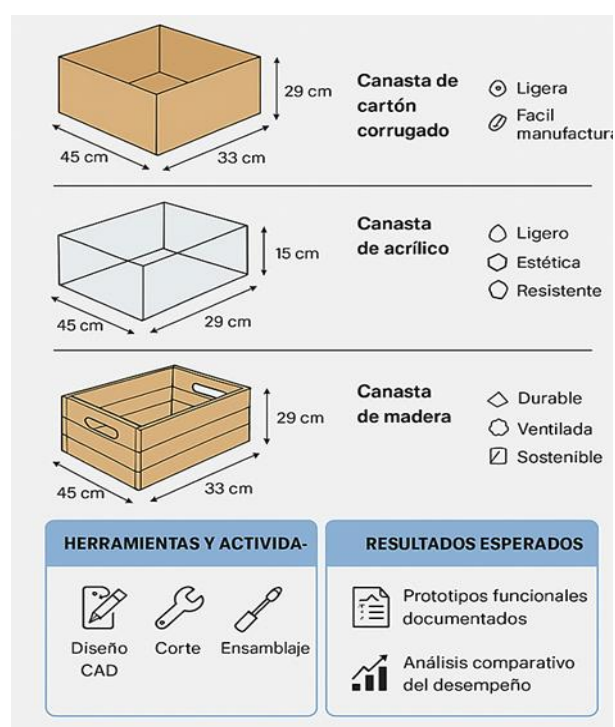 29 cm
45 cm
33 cm
Canasta de
cartón
corrugado
Ligera
Facil
manufactura
15 cm
45 cm
29 cm
Canasta
de acrílico
Ligero
Estética
Resistente
29 cm
45 cm
33 cm
Canasta
de madera
Durable
Ventilada
Sostenible
HERRAMIENTAS Y ACTIVIDA-
Diseño
CAD
Corte
Ensamblaje
RESULTADOS ESPERADOS
Prototipos funcionales
documentados
Análisis comparativo
del desempeño